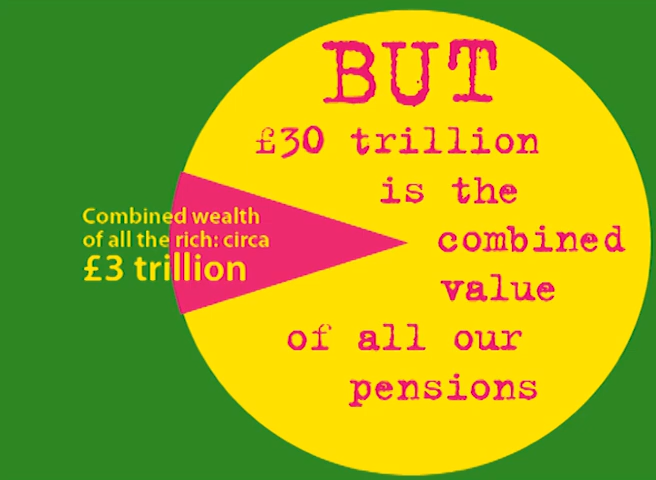 Combined wealth
of all the rich: circa
£3 trillion
BUT
£30 trillion
is the
combined
value
of all our
pensions